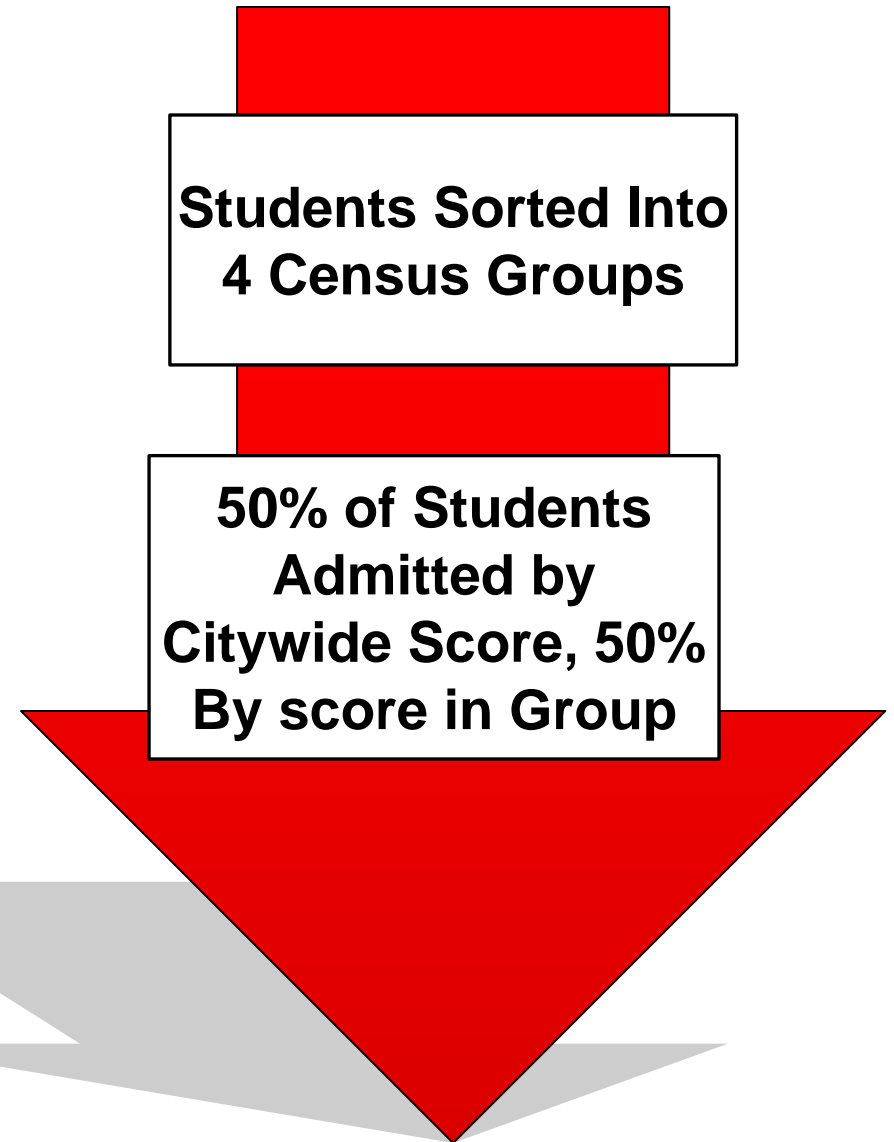 Students Sorted Into
4 Census Groups
50% of Students
Admitted by
Citywide Score, 50%
By score in Group